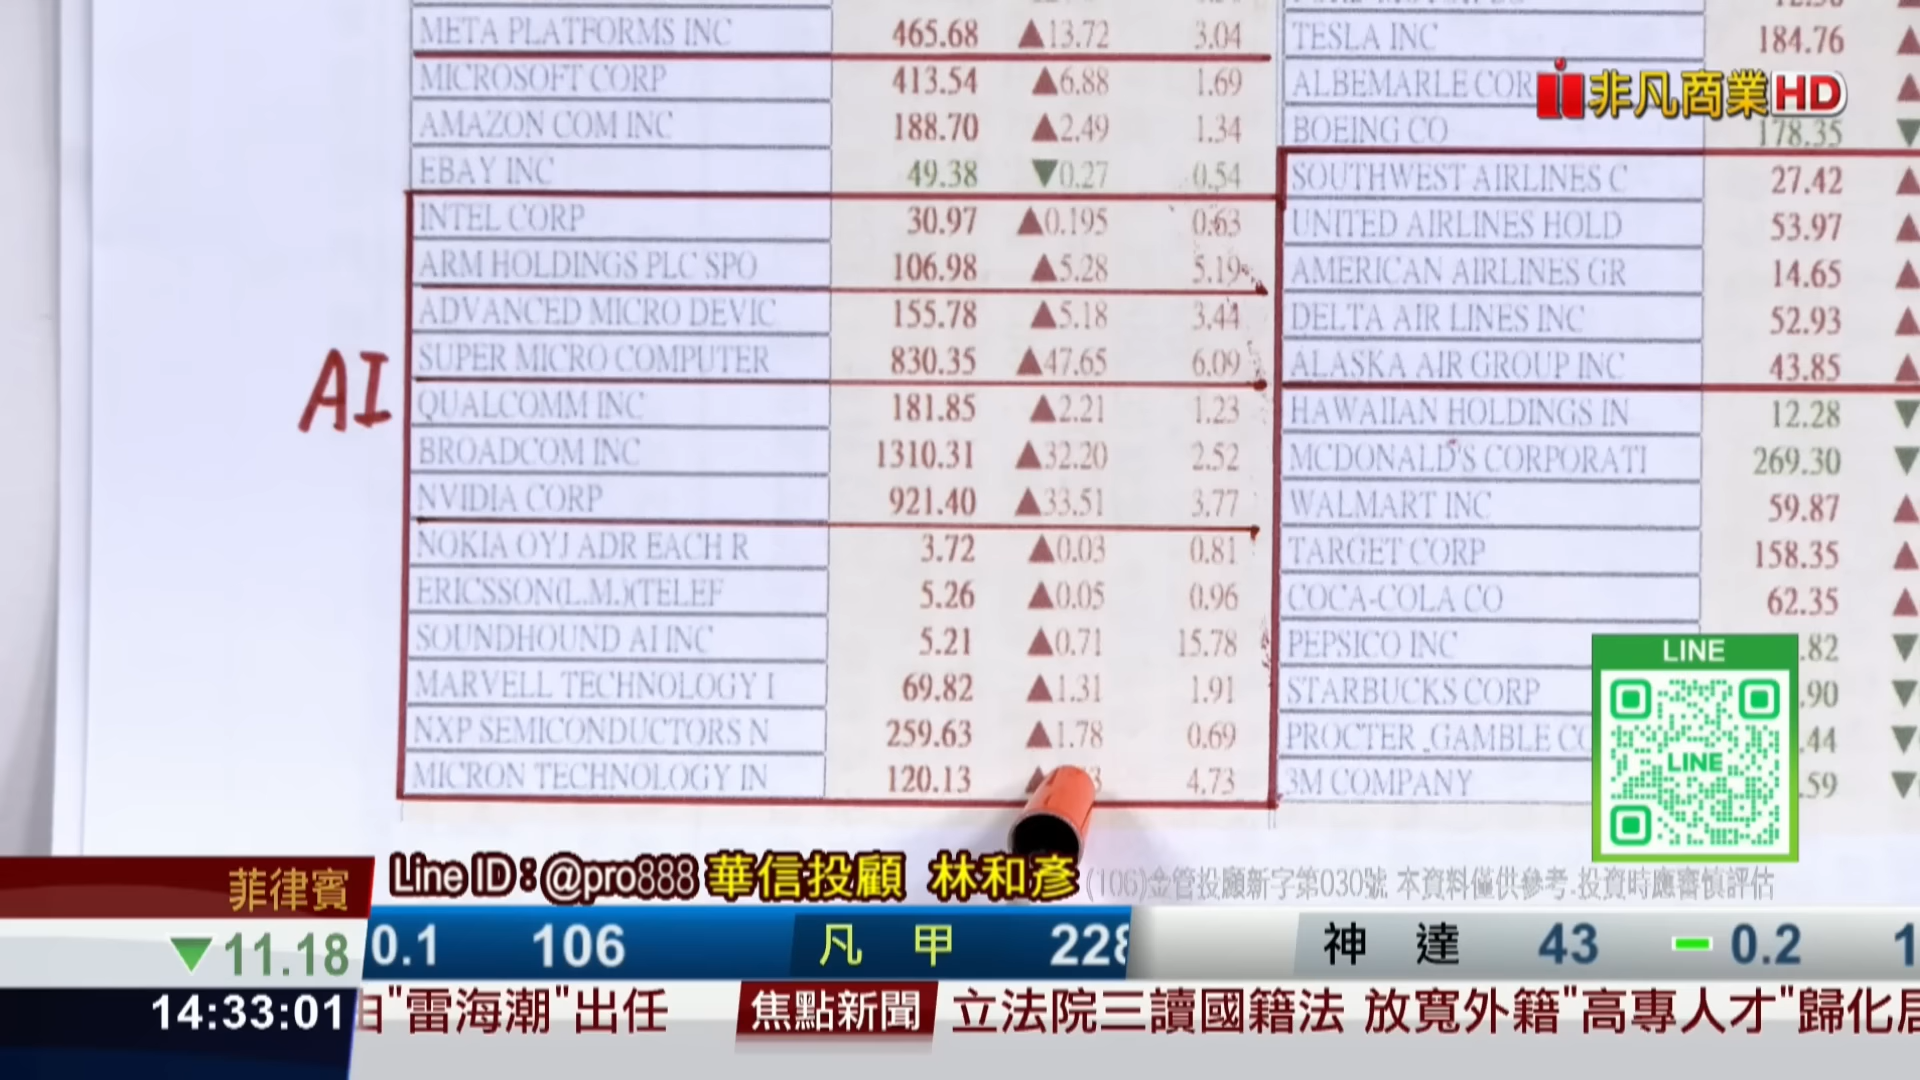 META PLATFORMS INC 465.68 ▲13.72 3.04 TESLA INC 184.76 ▲
MICROSOFT CORP 413.54 ▲6.88 1.69 ALBEMARLE COR
非凡商業HD
AMAZON COM INC 188.70 ▲2.49 1.34 BOEING CO 178.35 ▼
EBAY INC 49.38 ▼0.27 0.54 SOUTHWEST AIRLINES C 27.42 ▲
INTEL CORP 30.97 ▲0.195 0.63 UNITED AIRLINES HOLD 53.97 ▲
ARM HOLDINGS PLC SPO 106.98 ▲5.28 5.19 AMERICAN AIRLINES GR 14.65 ▲
ADVANCED MICRO DEVIC 155.78 ▲5.18 3.44 DELTA AIR LINES INC 52.93 ▲
SUPER MICRO COMPUTER 830.35 ▲47.65 6.09 ALASKA AIR GROUP INC 43.85 ▲
AI
QUALCOMM INC 181.85 ▲2.21 1.23 HAWAIIAN HOLDINGS IN 12.28 ▼
BROADCOM INC 1310.31 ▲32.20 2.52 MCDONALD'S CORPORATI 269.30 ▼
NVIDIA CORP 921.40 ▲33.51 3.77 WALMART INC 59.87 ▲
NOKIA OYJ ADR EACH R 3.72 ▲0.03 0.81 TARGET CORP 158.35 ▲
ERICSSON(L.M.)(TELEF 5.26 ▲0.05 0.96 COCA-COLA CO 62.35 ▲
SOUNDHOUND AI INC 5.21 ▲0.71 15.78 PEPSICO INC .82 ▼
MARVELL TECHNOLOGY I 69.82 ▲1.31 1.91 STARBUCKS CORP .90 ▼
NXP SEMICONDUCTORS N 259.63 ▲1.78 0.69 PROCTER GAMBLE CO .44 ▼
MICRON TECHNOLOGY IN 120.13 ▲ 3 4.73 3M COMPANY .59 ▼
LINE
LINE
Line ID:@pro888 華信投顧 林和彥 (106)金管投顧新字第030號 本資料僅供參考.投資時應審慎評估
菲律賓
▼11.18 0.1 106 凡 甲 228 神 達 43 0.2 1
14:33:01 "雷海潮"出任 焦點新聞 立法院三讀國籍法 放寬外籍"高專人才"歸化居